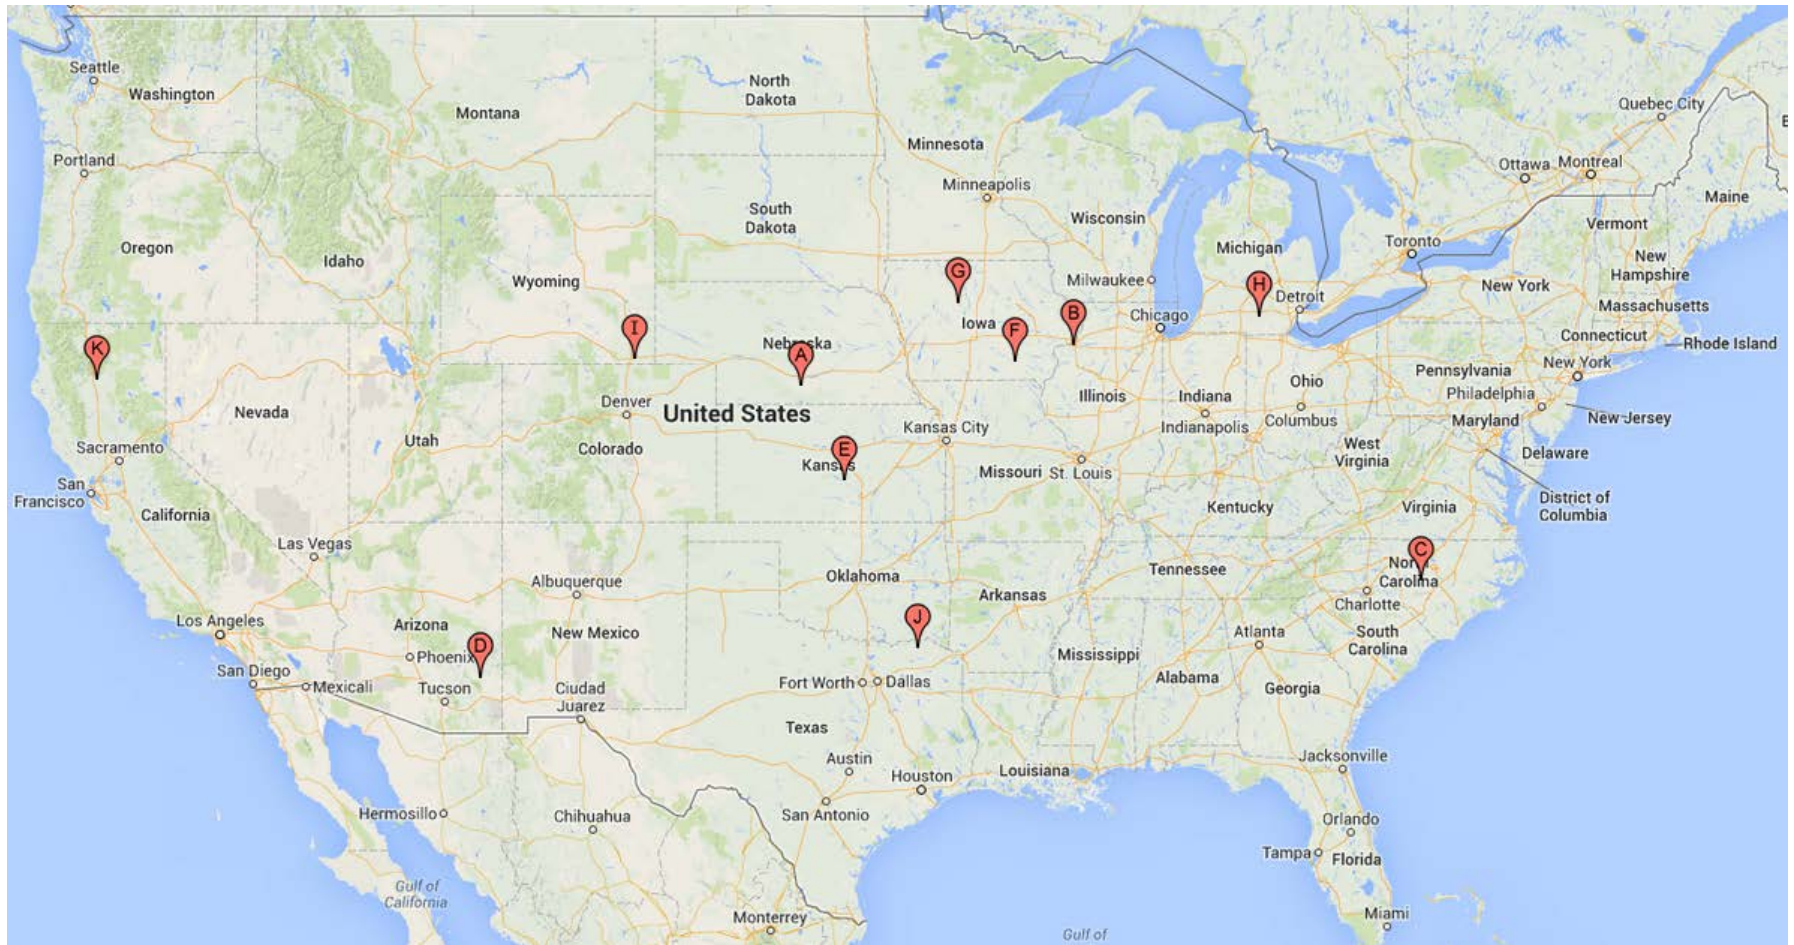 Seattle
Washington
Montana
North
Dakota
Quebec City
Portland
Minnesota
Ottawa
Montreal
Minneapolis
Maine
South
Dakota
Wisconsin
Vermont
Oregon
Idaho
Michigan
Toronto
New
Hampshire
Wyoming
G
Milwaukee
H
Detroit
New York
Massachusetts
I
Iowa
F
B
Chicago
Connecticut
Rhode Island
K
Nebraska
A
Pennsylvania
New York
Nevada
Denver
United States
Illinois
Indiana
Ohio
Philadelphia
New Jersey
Utah
Kansas City
Indianapolis
Columbus
Maryland
Sacramento
Colorado
E
Kansas
Missouri
St. Louis
West
Virginia
Delaware
San
Francisco
California
Kentucky
Virginia
District of
Columbia
Las Vegas
C
North
Carolina
Albuquerque
Oklahoma
Tennessee
Arkansas
Charlotte
Los Angeles
Arizona
New Mexico
J
Atlanta
South
Carolina
D
Phoenix
Mississippi
San Diego
Mexicali
Tucson
Ciudad
Juarez
Fort Worth
Dallas
Alabama
Georgia
Texas
Austin
Houston
Louisiana
Jacksonville
Hermosillo
Chihuahua
San Antonio
Orlando
Tampa
Florida
Gulf of
California
Monterrey
Miami
Gulf of